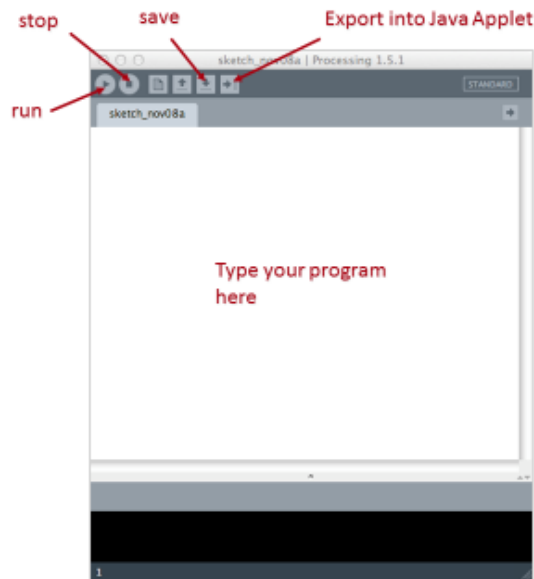 stop
save
Export into Java Applet
sketch_nov08a | Processing 1.5.1
STANDARD
run
sketch_nov08a
Type your program
here
1